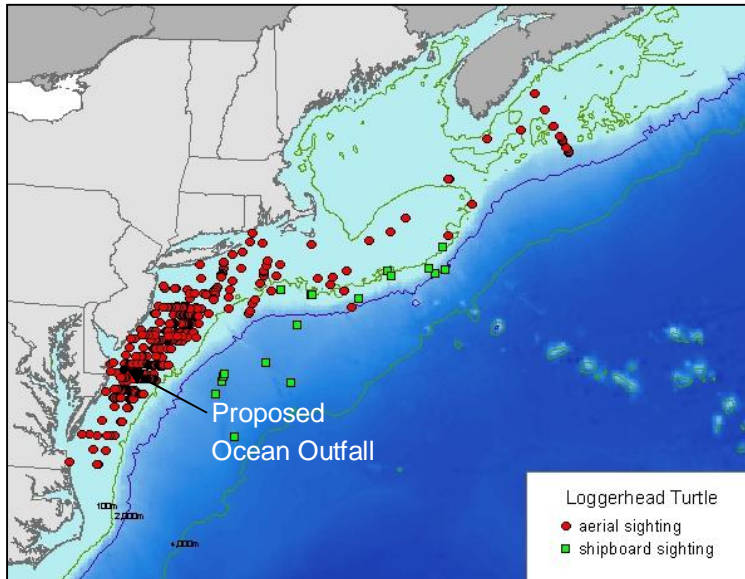 Proposed
Ocean Outfall
100m
2,000m
4,000m
Loggerhead Turtle
aerial sighting
shipboard sighting